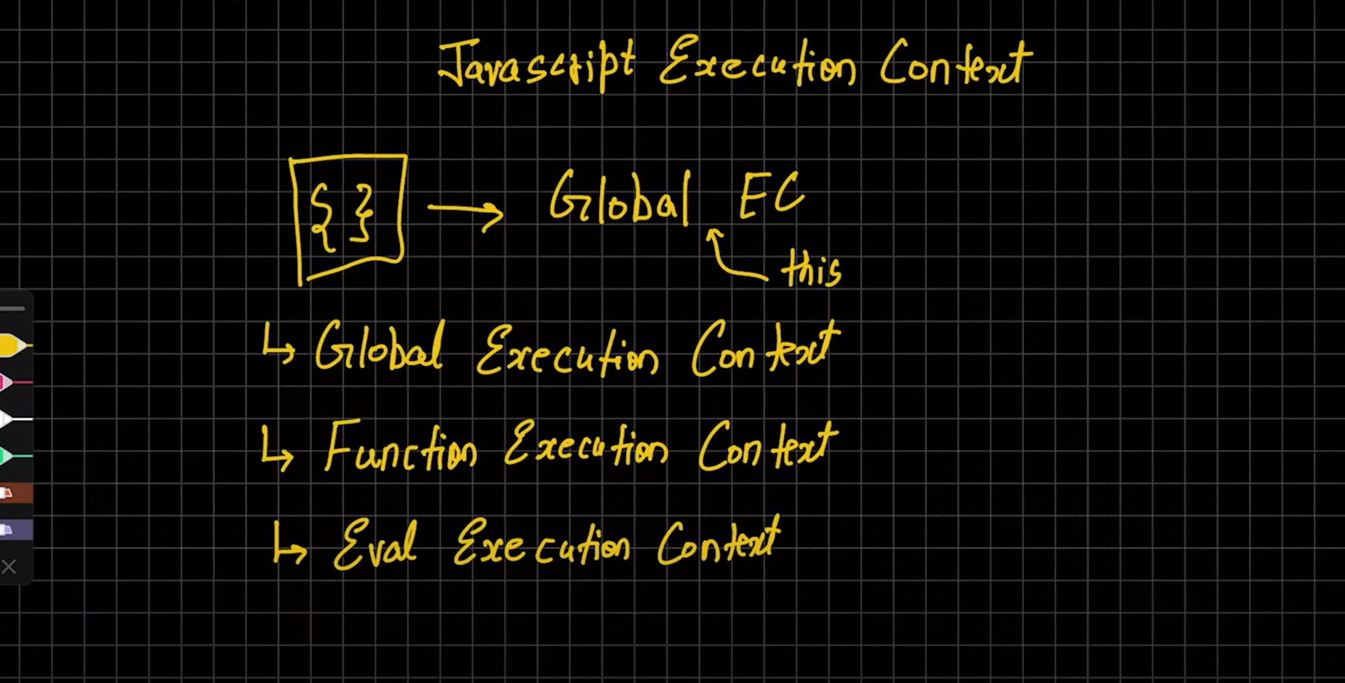 Javascript Execution Context
{ } → Global EC
this
↳ Global Execution Context
↳ Function Execution Context
↳ Eval Execution Context